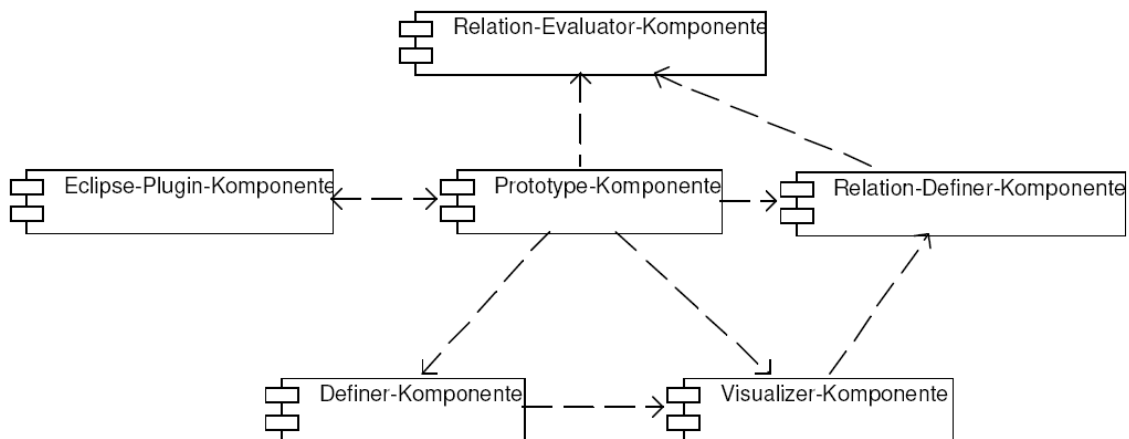 Relation-Evaluator-Komponente
Eclipse-Plugin-Komponente
Prototype-Komponente
Relation-Definer-Komponente
Definer-Komponente
Visualizer-Komponente